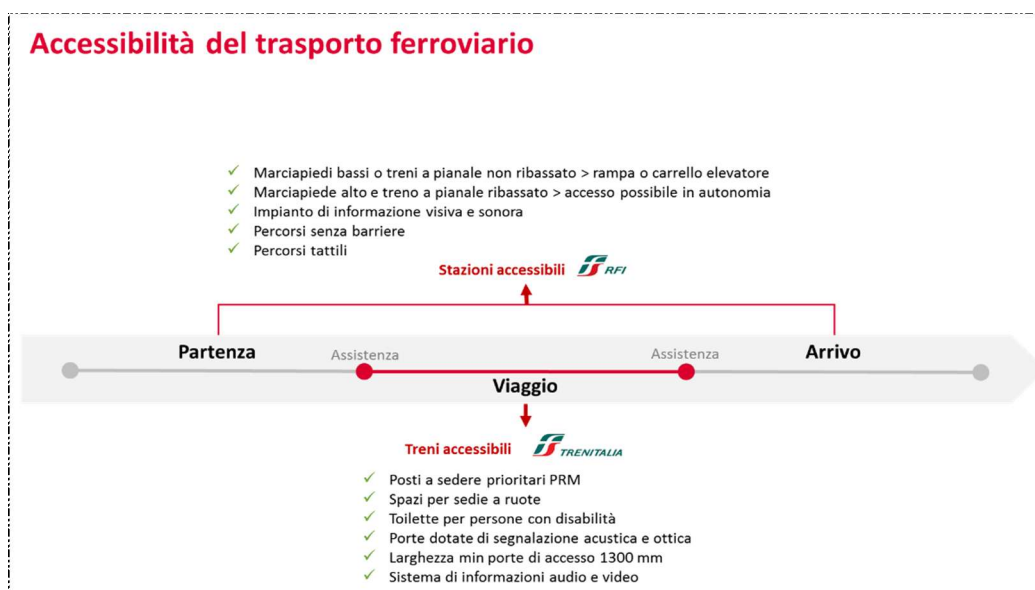 Accessibilità del trasporto ferroviario
Marciapiedi bassi o treni a pianale non ribassato > rampa o carrello elevatore
Marciapiede alto e treno a pianale ribassato > accesso possibile in autonomia
Impianto di informazione visiva e sonora
Percorsi senza barriere
Percorsi tattili
Stazioni accessibili RFI
Partenza Assistenza Assistenza Arrivo
Viaggio
Treni accessibili TRENITALIA
Posti a sedere prioritari PRM
Spazi per sedie a ruote
Toilette per persone con disabilità
Porte dotate di segnalazione acustica e ottica
Larghezza min porte di accesso 1300 mm
Sistema di informazioni audio e video